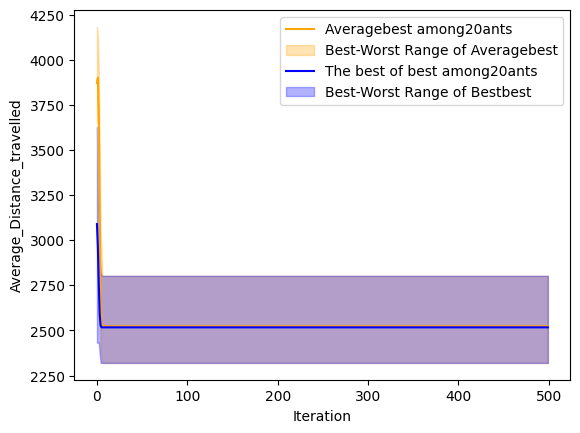 4250
4000
3750
3500
3250
3000
2750
2500
2250
Average_Distance_travelled
Averagebest among20ants
Best-Worst Range of Averagebest
The best of best among20ants
Best-Worst Range of Bestbest
0 100 200 300 400 500
Iteration